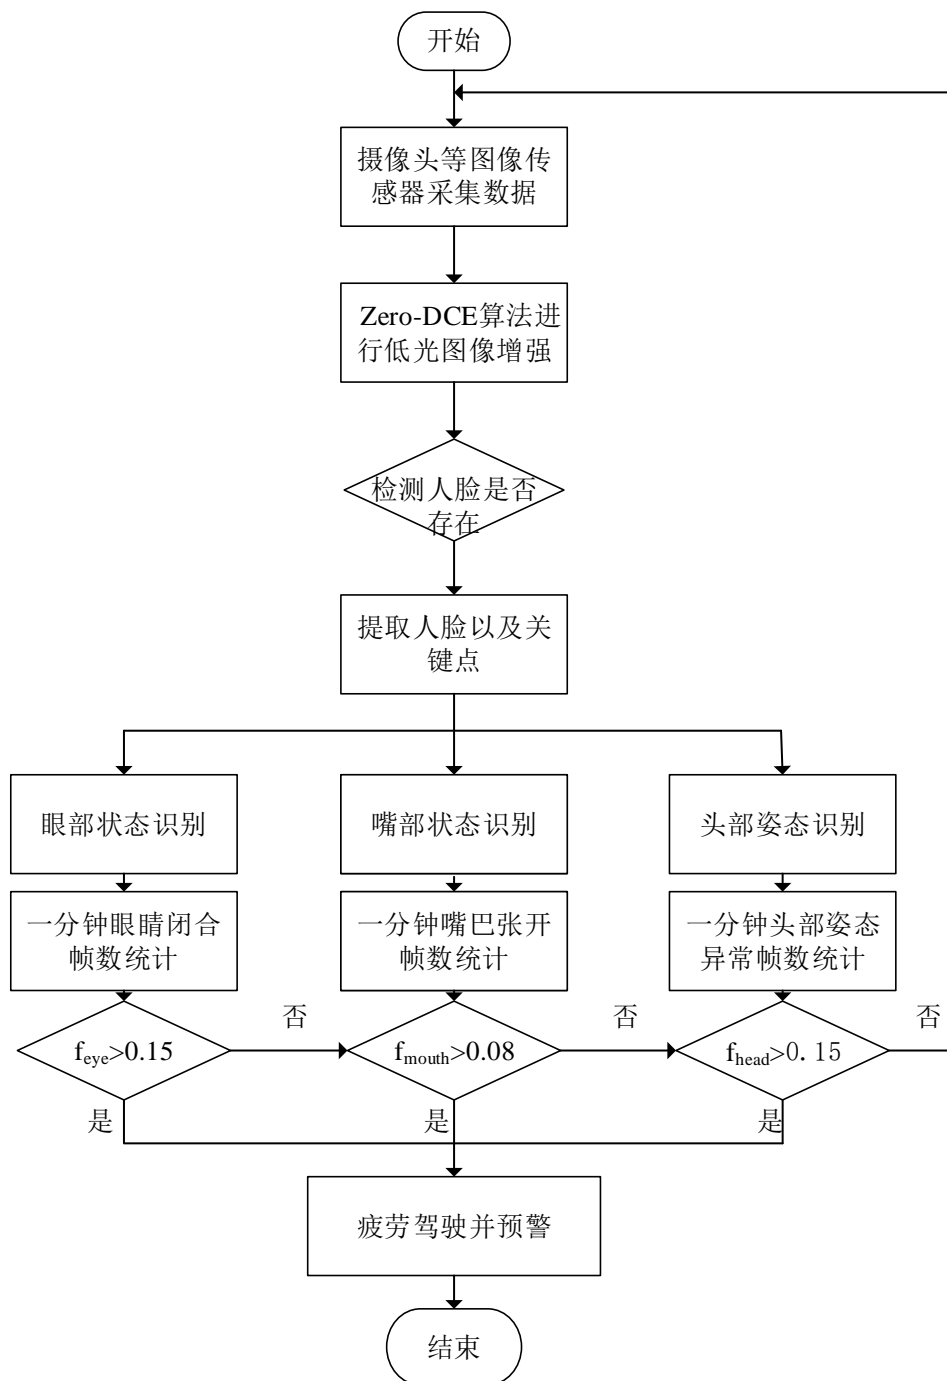 开始
摄像头等图像传
感器采集数据
Zero-DCE算法进
行低光图像增强
检测人脸是否
存在
提取人脸以及关
键点
眼部状态识别
嘴部状态识别
头部姿态识别
一分钟眼睛闭合
帧数统计
一分钟嘴巴张开
帧数统计
一分钟头部姿态
异常帧数统计
feye>0.15
否
fmouth>0.08
否
fhead>0.15
否
是
是
是
疲劳驾驶并预警
结束